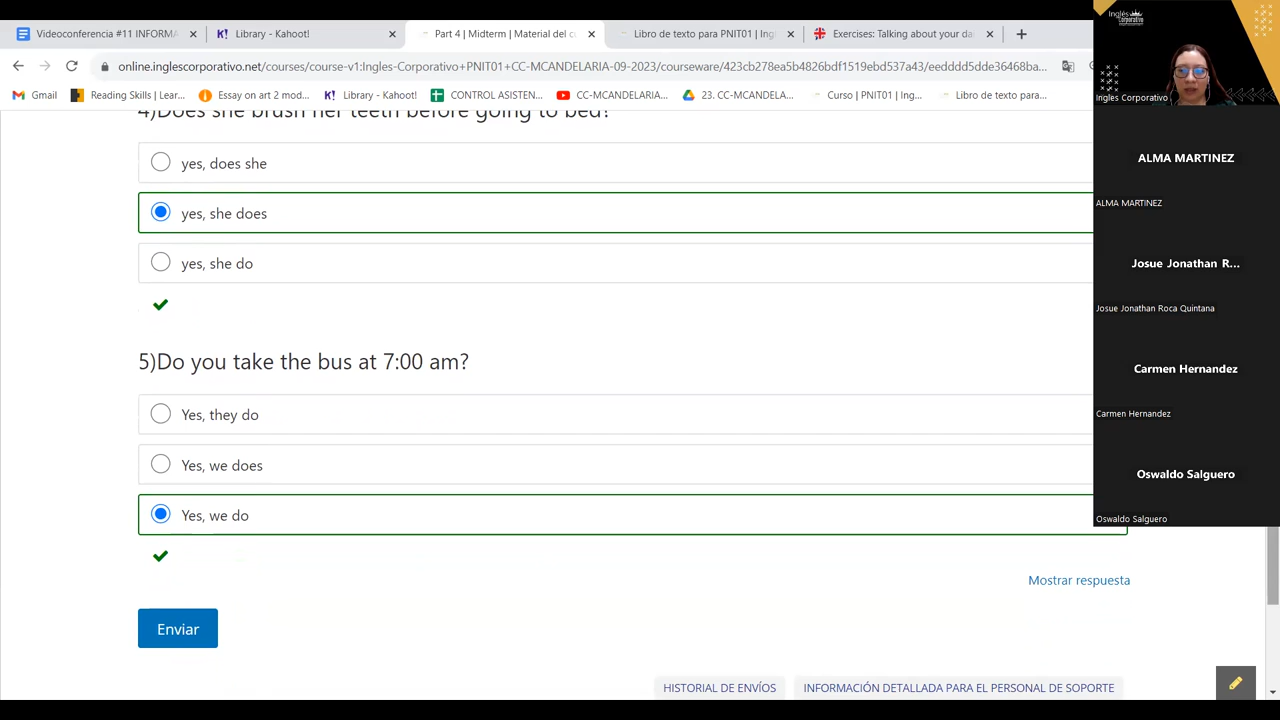 Videoconferencia #11 INFORMA
Library - Kahoot!
Part 4 | Midterm | Material del c
Libro de texto para PNIT01 | Ing
Exercises: Talking about your da
online.inglescorporativo.net/courses/course-v1:Ingles-Corporativo+PNIT01+CC-MCANDELARIA-09-2023/courseware/423cb278ea5b4826bdf1519ebd537a43/eedddd5dde36468ba...
Gmail
Reading Skills | Lear...
Essay on art 2 mod...
Library - Kahoot!
CONTROL ASISTEN...
CC-MCANDELARIA...
23. CC-MCANDELA...
Curso | PNIT01 | Ing...
Libro de texto para...
4)Does she brush her teeth before going to bed?
yes, does she
yes, she does
yes, she do
5)Do you take the bus at 7:00 am?
Yes, they do
Yes, we does
Yes, we do
Mostrar respuesta
Enviar
HISTORIAL DE ENVÍOS
INFORMACIÓN DETALLADA PARA EL PERSONAL DE SOPORTE
Inglés
Corporativo
Ingles Corporativo
ALMA MARTINEZ
ALMA MARTINEZ
Josue Jonathan R...
Josue Jonathan Roca Quintana
Carmen Hernandez
Carmen Hernandez
Oswaldo Salguero
Oswaldo Salguero